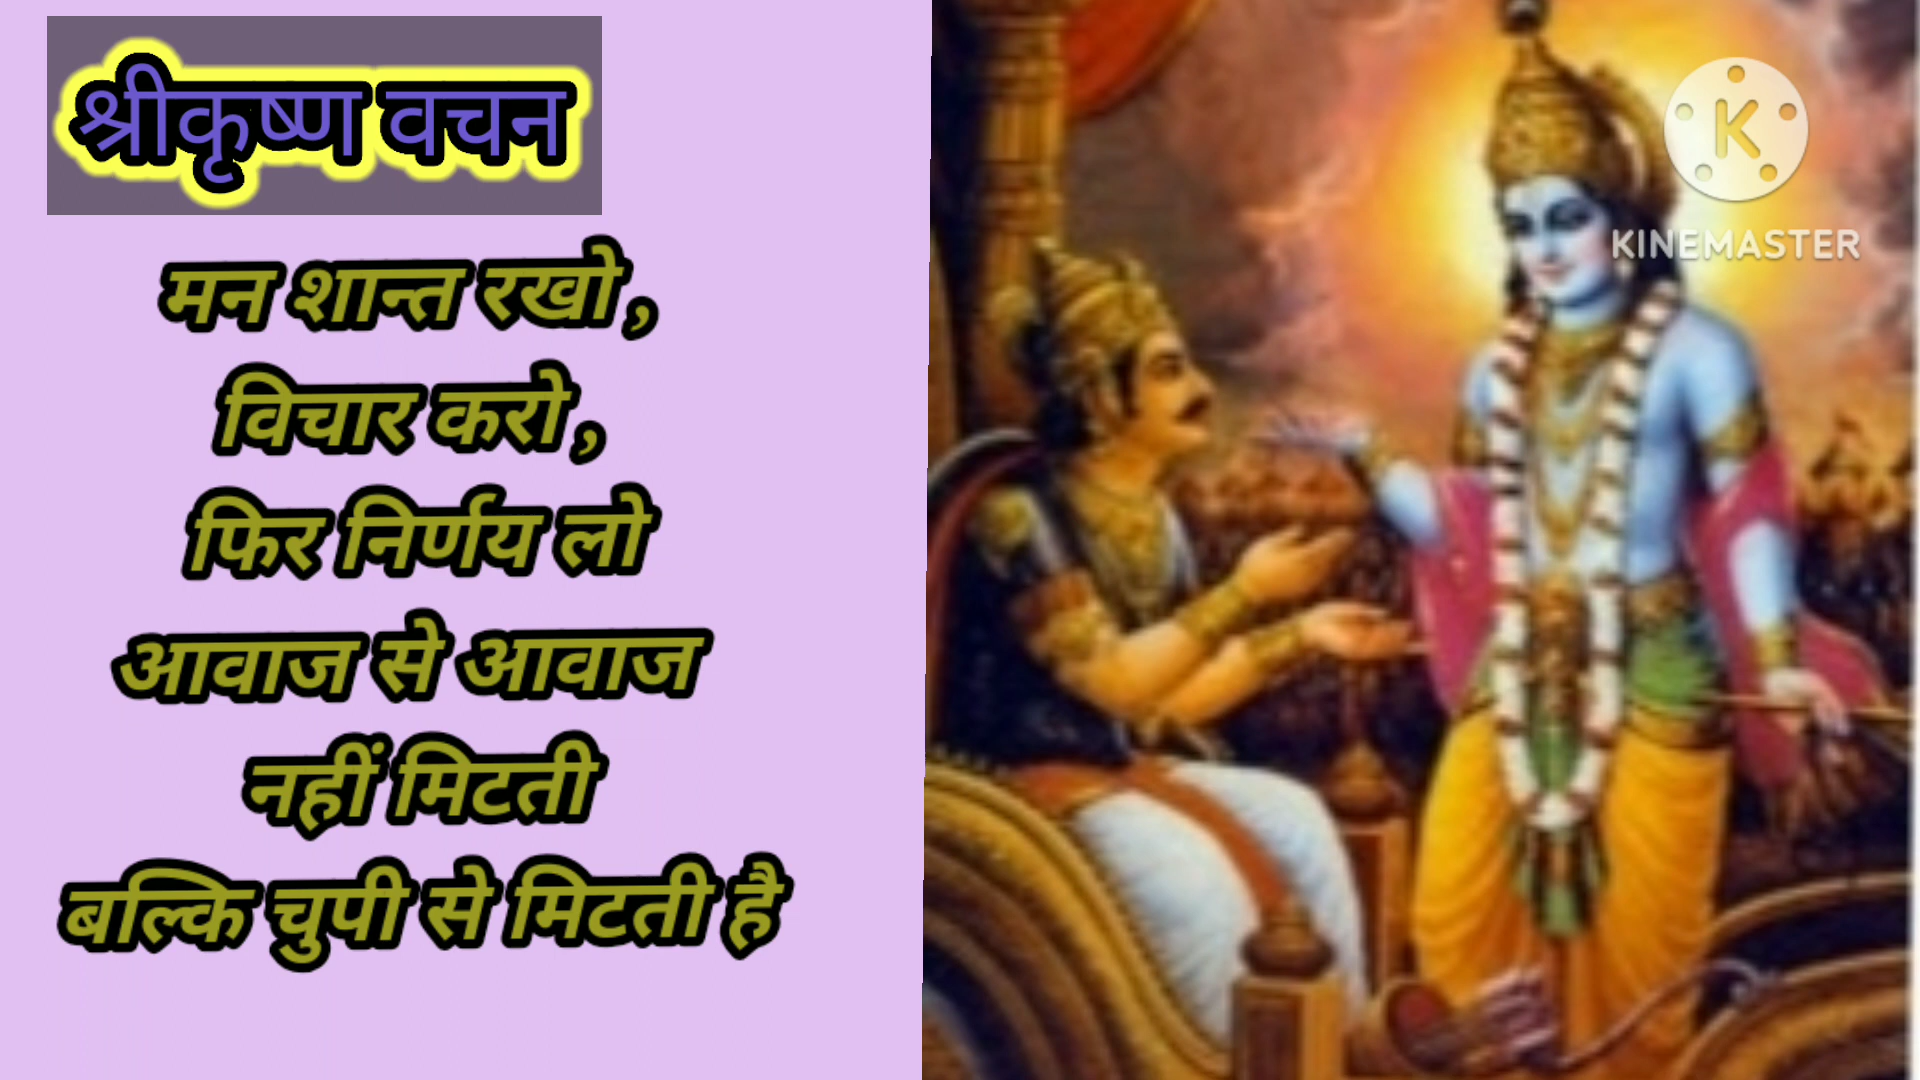 श्रीकृष्ण वचन
मन शान्त रखो ,
विचार करो ,
फिर निर्णय लो
आवाज से आवाज
नहीं मिटती
बल्कि चुपी से मिटती है
K
KINEMASTER